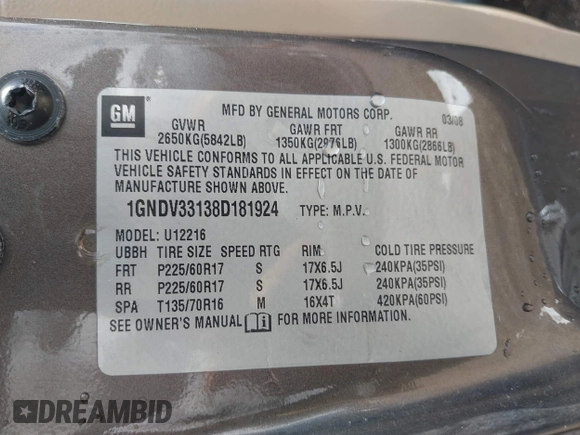 GM
MFD BY GENERAL MOTORS CORP. 03/08
GVWR GAWR FRT GAWR RR
2650KG(5842LB) 1350KG(2976LB) 1300KG(2866LB)
THIS VEHICLE CONFORMS TO ALL APPLICABLE U.S. FEDERAL MOTOR
VEHICLE SAFETY STANDARDS IN EFFECT ON THE DATE OF
MANUFACTURE SHOWN ABOVE.
1GNDV33138D181924 TYPE: M.P.V.
MODEL: U12216
UBBH TIRE SIZE SPEED RTG RIM COLD TIRE PRESSURE
FRT P225/60R17 S 17X6.5J 240KPA(35PSI)
RR P225/60R17 S 17X6.5J 240KPA(35PSI)
SPA T135/70R16 M 16X4T 420KPA(60PSI)
SEE OWNER'S MANUAL FOR MORE INFORMATION.
DREAMBID